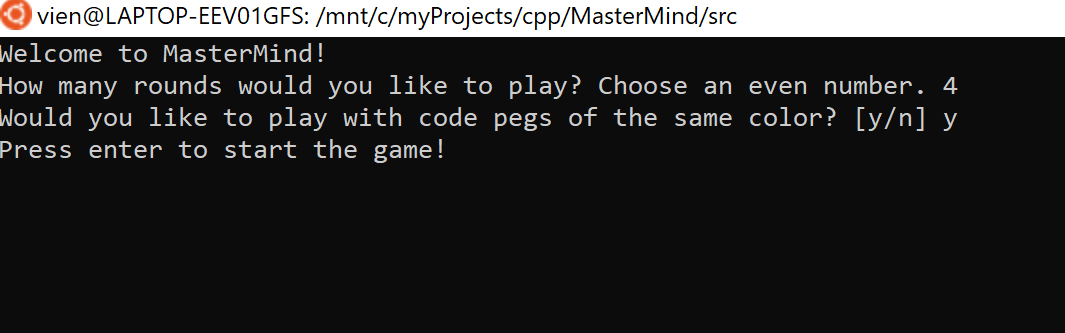 vien@LAPTOP-EEV01GFS: /mnt/c/myProjects/cpp/MasterMind/src
Welcome to MasterMind!
How many rounds would you like to play? Choose an even number. 4
Would you like to play with code pegs of the same color? [y/n] y
Press enter to start the game!